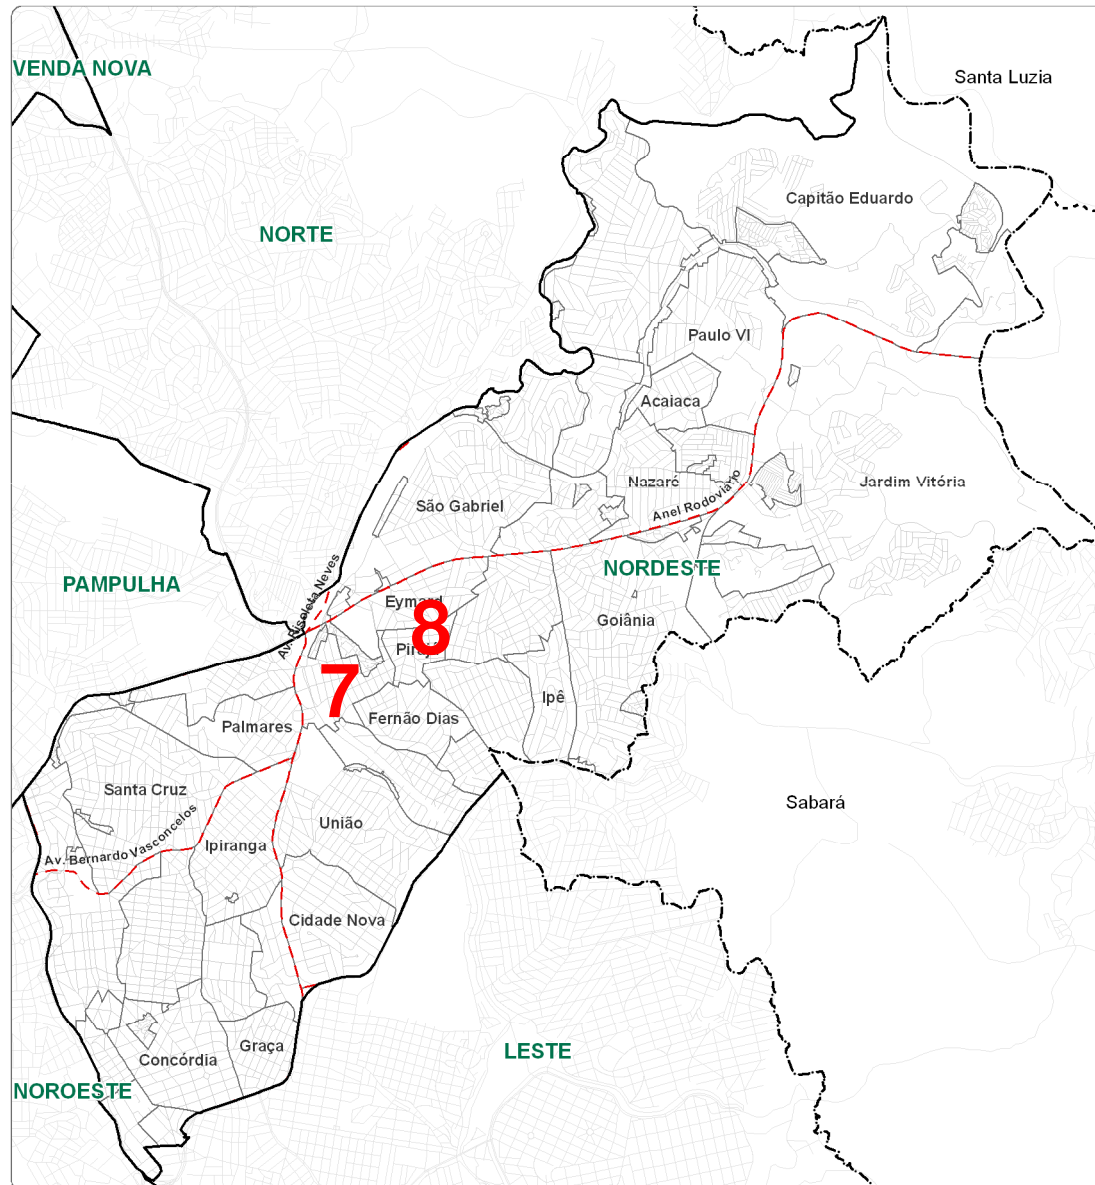 VENDA NOVA
Santa Luzia
Capitão Eduardo
NORTE
Paulo VI
Acaiaca
Nazaré
Jardim Vitória
São Gabriel
Anel Rodoviário
NORDESTE
PAMPULHA
Av. Risoleta Neves
Eymard
8
Goiânia
Pirajá
7
Ipê
Fernão Dias
Palmares
Santa Cruz
Sabará
União
Av. Bernardo Vasconcelos
Ipiranga
Cidade Nova
Graça
LESTE
Concórdia
NOROESTE